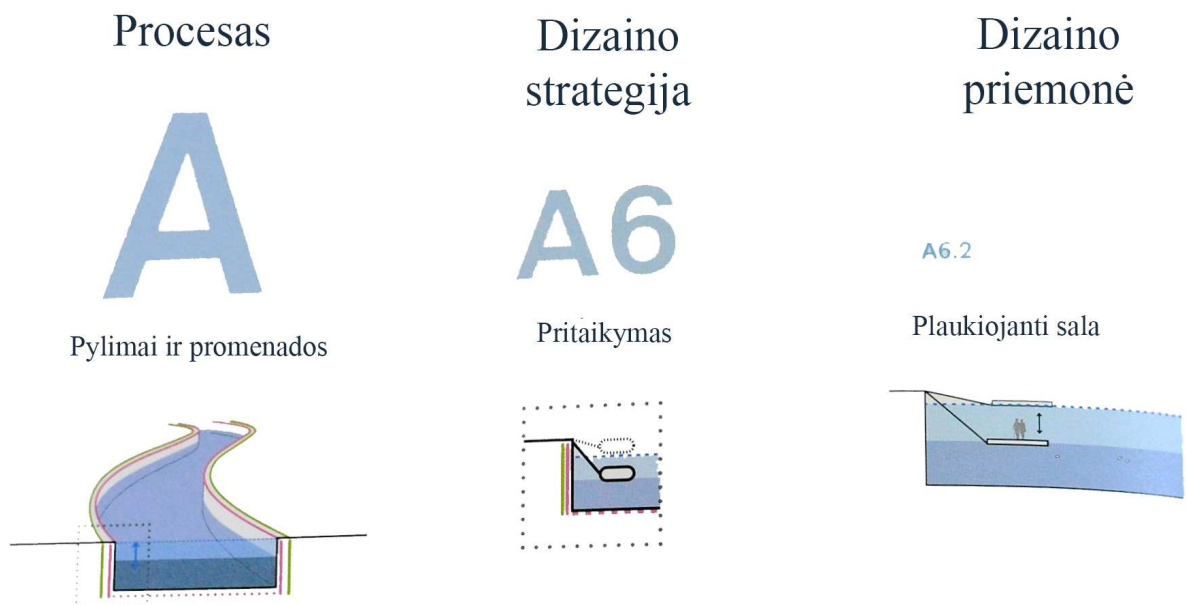 Procesas
A
Pylimai ir promenados
Dizaino
strategija
A6
Pritaikymas
Dizaino
priemonė
A6.2
Plaukiojanti sala